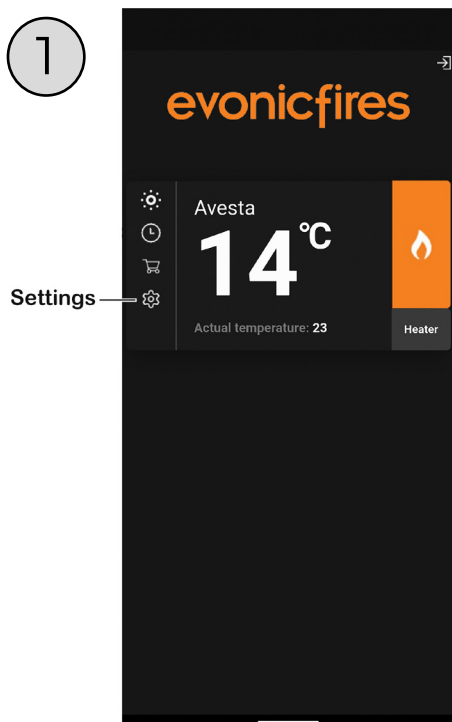 1
evonicfires
Avesta
14°C
Settings
Actual temperature: 23
Heater